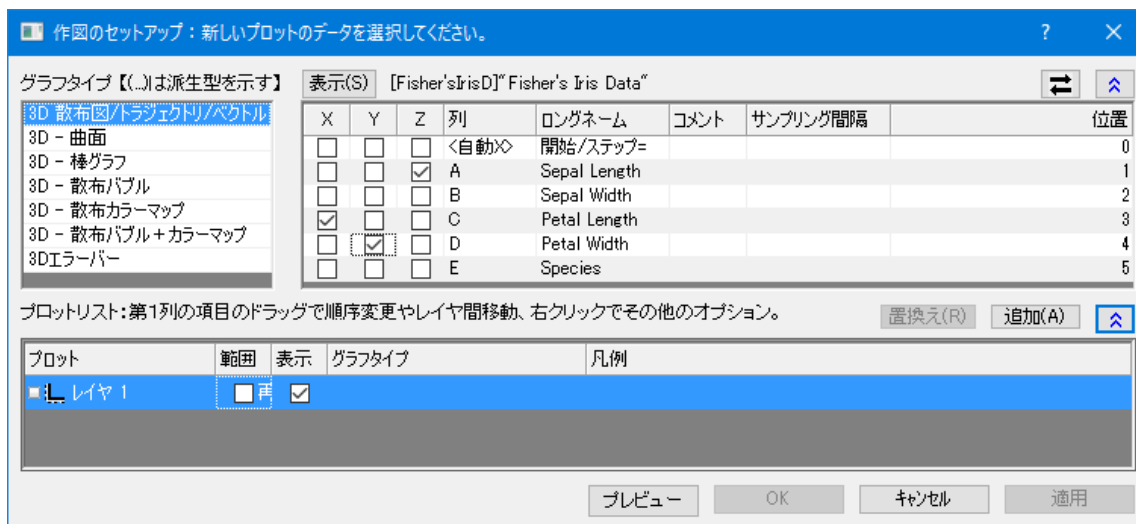 作図のセットアップ：新しいプロットのデータを選択してください。 ?
グラフタイプ【(...)は派生型を示す】 表示(S) [Fisher'sIrisD]"Fisher's Iris Data"
3D 散布図/トラジェクトリ/ベクトル
3D - 曲面
3D - 棒グラフ
3D - 散布バブル
3D - 散布カラーマップ
3D - 散布バブル+カラーマップ
3Dエラーバー
X Y Z 列 ロングネーム コメント サンプリング間隔 位置
<自動X> 開始/ステップ= 0
A Sepal Length 1
B Sepal Width 2
C Petal Length 3
D Petal Width 4
E Species 5
プロットリスト:第1列の項目のドラッグで順序変更やレイヤ間移動、右クリックでその他のオプション。 置換え(R) 追加(A)
プロット 範囲 表示 グラフタイプ 凡例
レイヤ 1 再
プレビュー OK キャンセル 適用